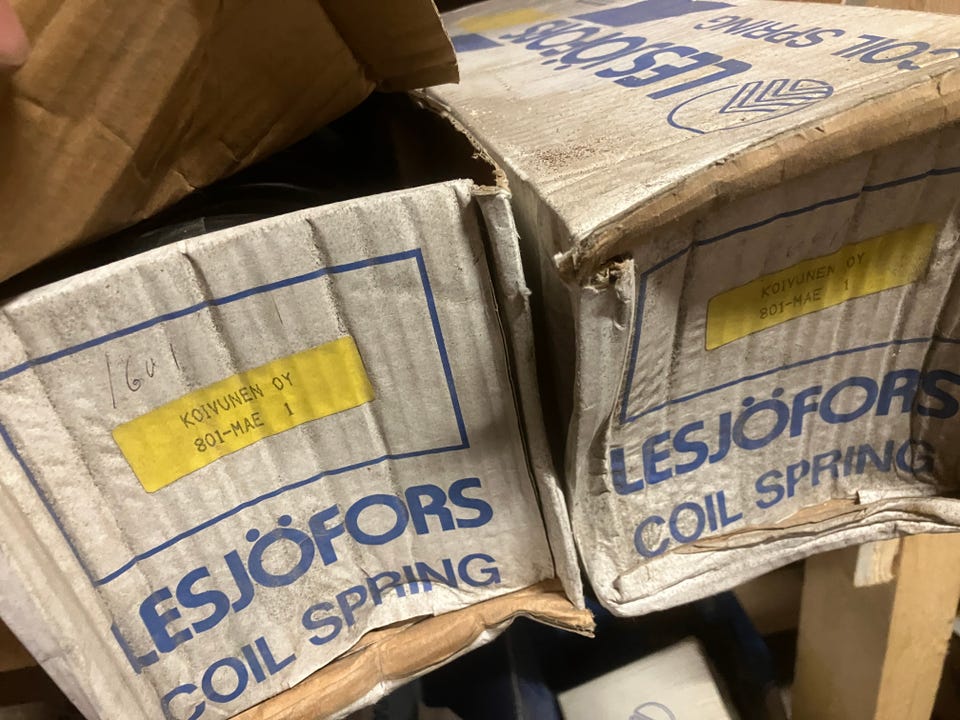 LESJÖFORS
COIL SPRING
KOIVUNEN OY
801-MAE 1
LESJÖFORS
COIL SPRING
KOIVUNEN OY
801-MAE 1
LESJÖFORS
COIL SPRING